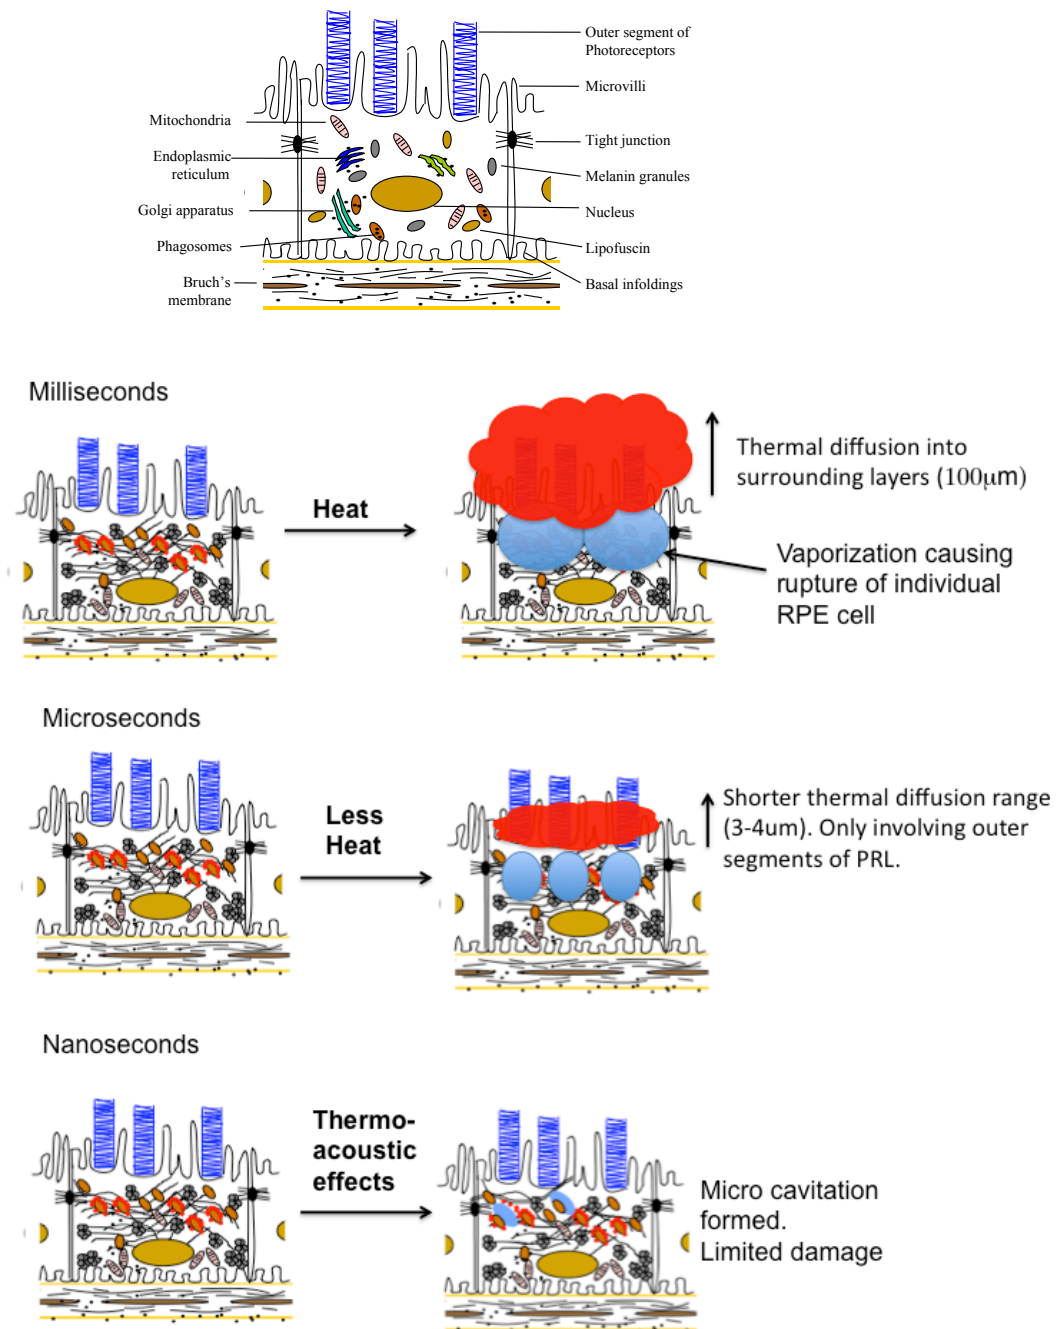 Outer segment of
Photoreceptors
Microvilli
Mitochondria
Tight junction
Endoplasmic
reticulum
Melanin granules
Golgi apparatus
Nucleus
Phagosomes
Lipofuscin
Bruch's
membrane
Basal infoldings
Milliseconds
Heat
Thermal diffusion into
surrounding layers (100μm)
Vaporization causing
rupture of individual
RPE cell
Microseconds
Less
Heat
Shorter thermal diffusion range
(3-4um). Only involving outer
segments of PRL.
Nanoseconds
Thermo-
acoustic
effects
Micro cavitation
formed.
Limited damage